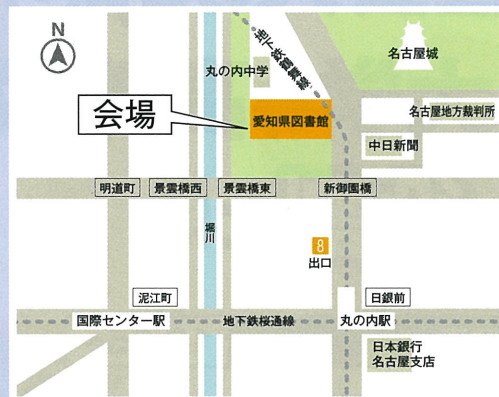 N
地下鉄鶴舞線
名古屋城
丸の内中学
会場
愛知県図書館
名古屋地方裁判所
中日新聞
明道町
景雲橋西
景雲橋東
新御園橋
堀川
8
出口
泥江町
日銀前
国際センター駅
地下鉄桜通線
丸の内駅
日本銀行
名古屋支店